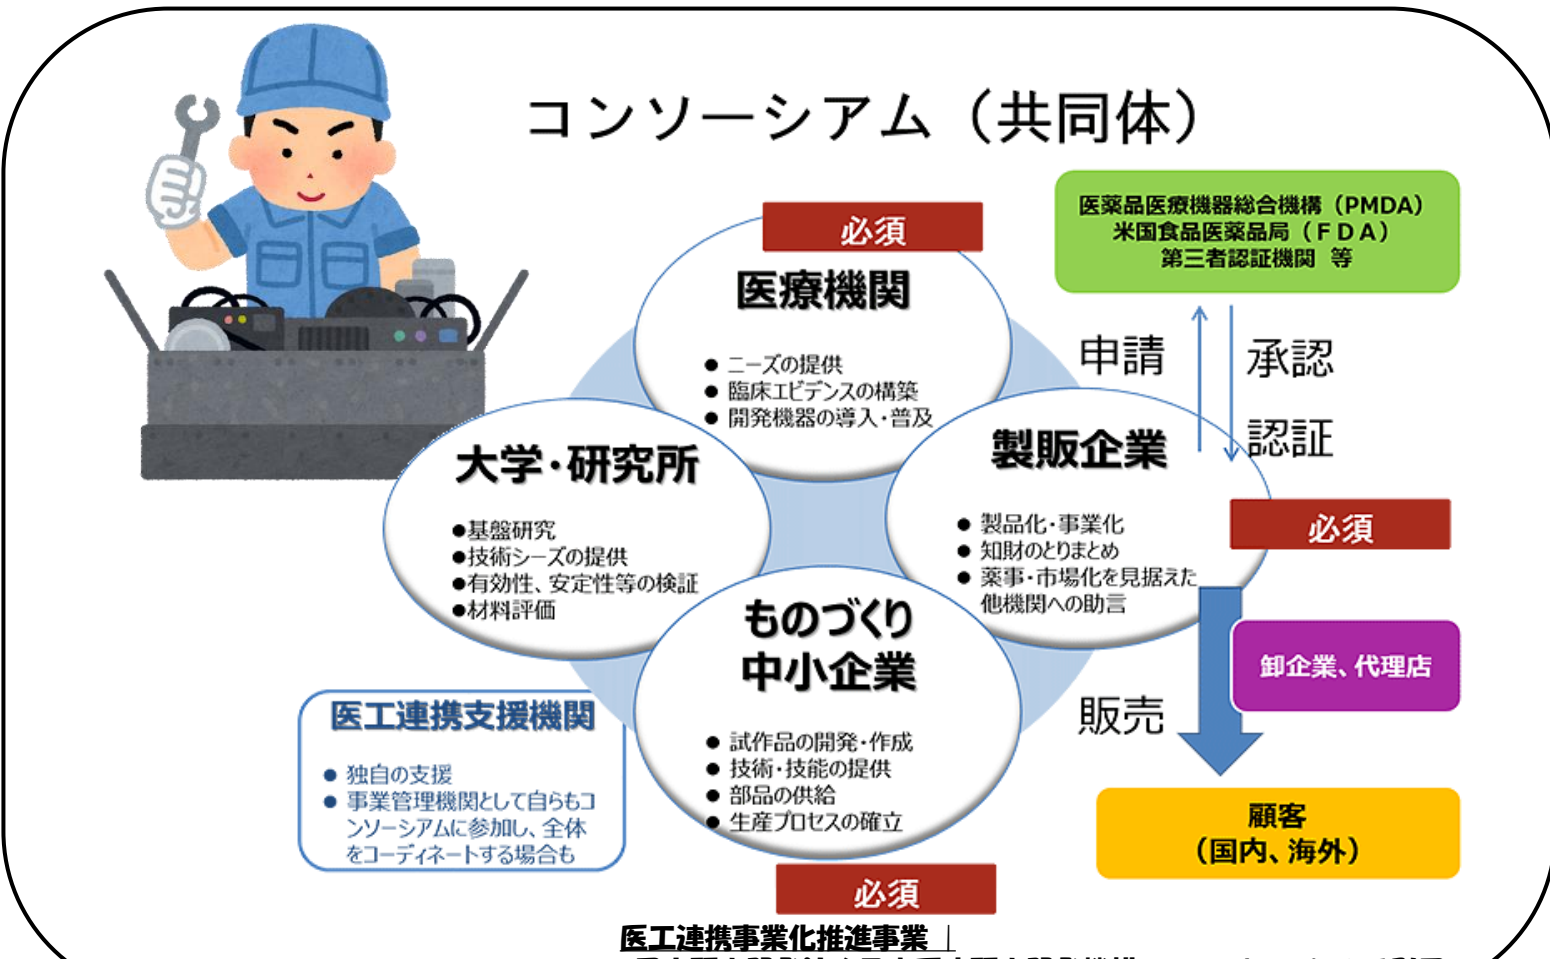 コンソーシアム（共同体）
必須
医療機関
● ニーズの提供
● 臨床エビデンスの構築
● 開発機器の導入・普及
医薬品医療機器総合機構（PMDA）
米国食品医薬品局（ＦＤＡ）
第三者認証機関 等
申請
承認
認証
大学・研究所
●基盤研究
●技術シーズの提供
●有効性、安定性等の検証
●材料評価
製販企業
● 製品化・事業化
● 知財のとりまとめ
● 薬事・市場化を見据えた
他機関への助言
必須
ものづくり
中小企業
● 試作品の開発・作成
● 技術・技能の提供
● 部品の供給
● 生産プロセスの確立
必須
医工連携支援機関
● 独自の支援
● 事業管理機関として自らもコ
ンソーシアムに参加し、全体
をコーディネートする場合も
卸企業、代理店
販売
顧客
（国内、海外）
医工連携事業化推進事業 ｜